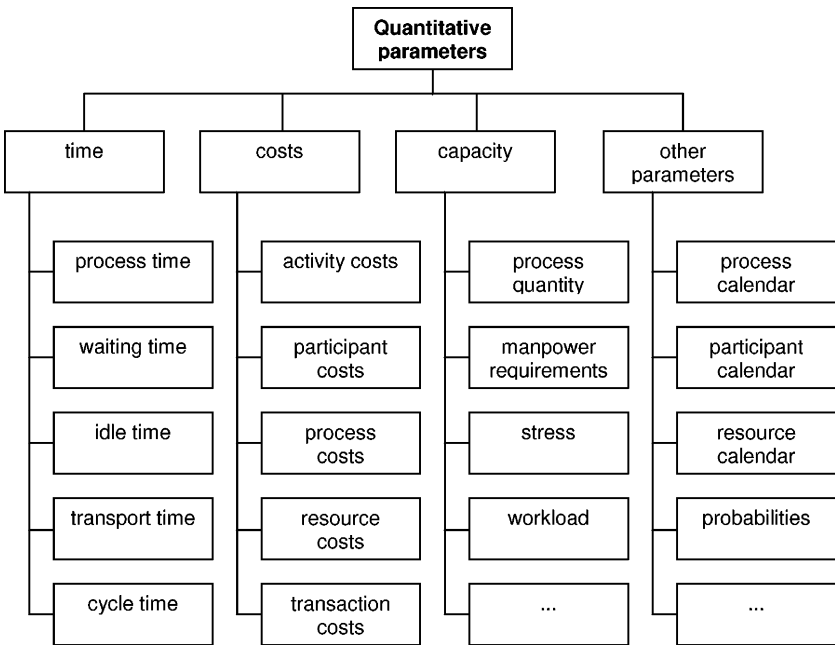 Quantitative
parameters
time
costs
capacity
other
parameters
process time
waiting time
idle time
transport time
cycle time
activity costs
participant
costs
process
costs
resource
costs
transaction
costs
process
quantity
manpower
requirements
stress
workload
...
process
calendar
participant
calendar
resource
calendar
probabilities
...